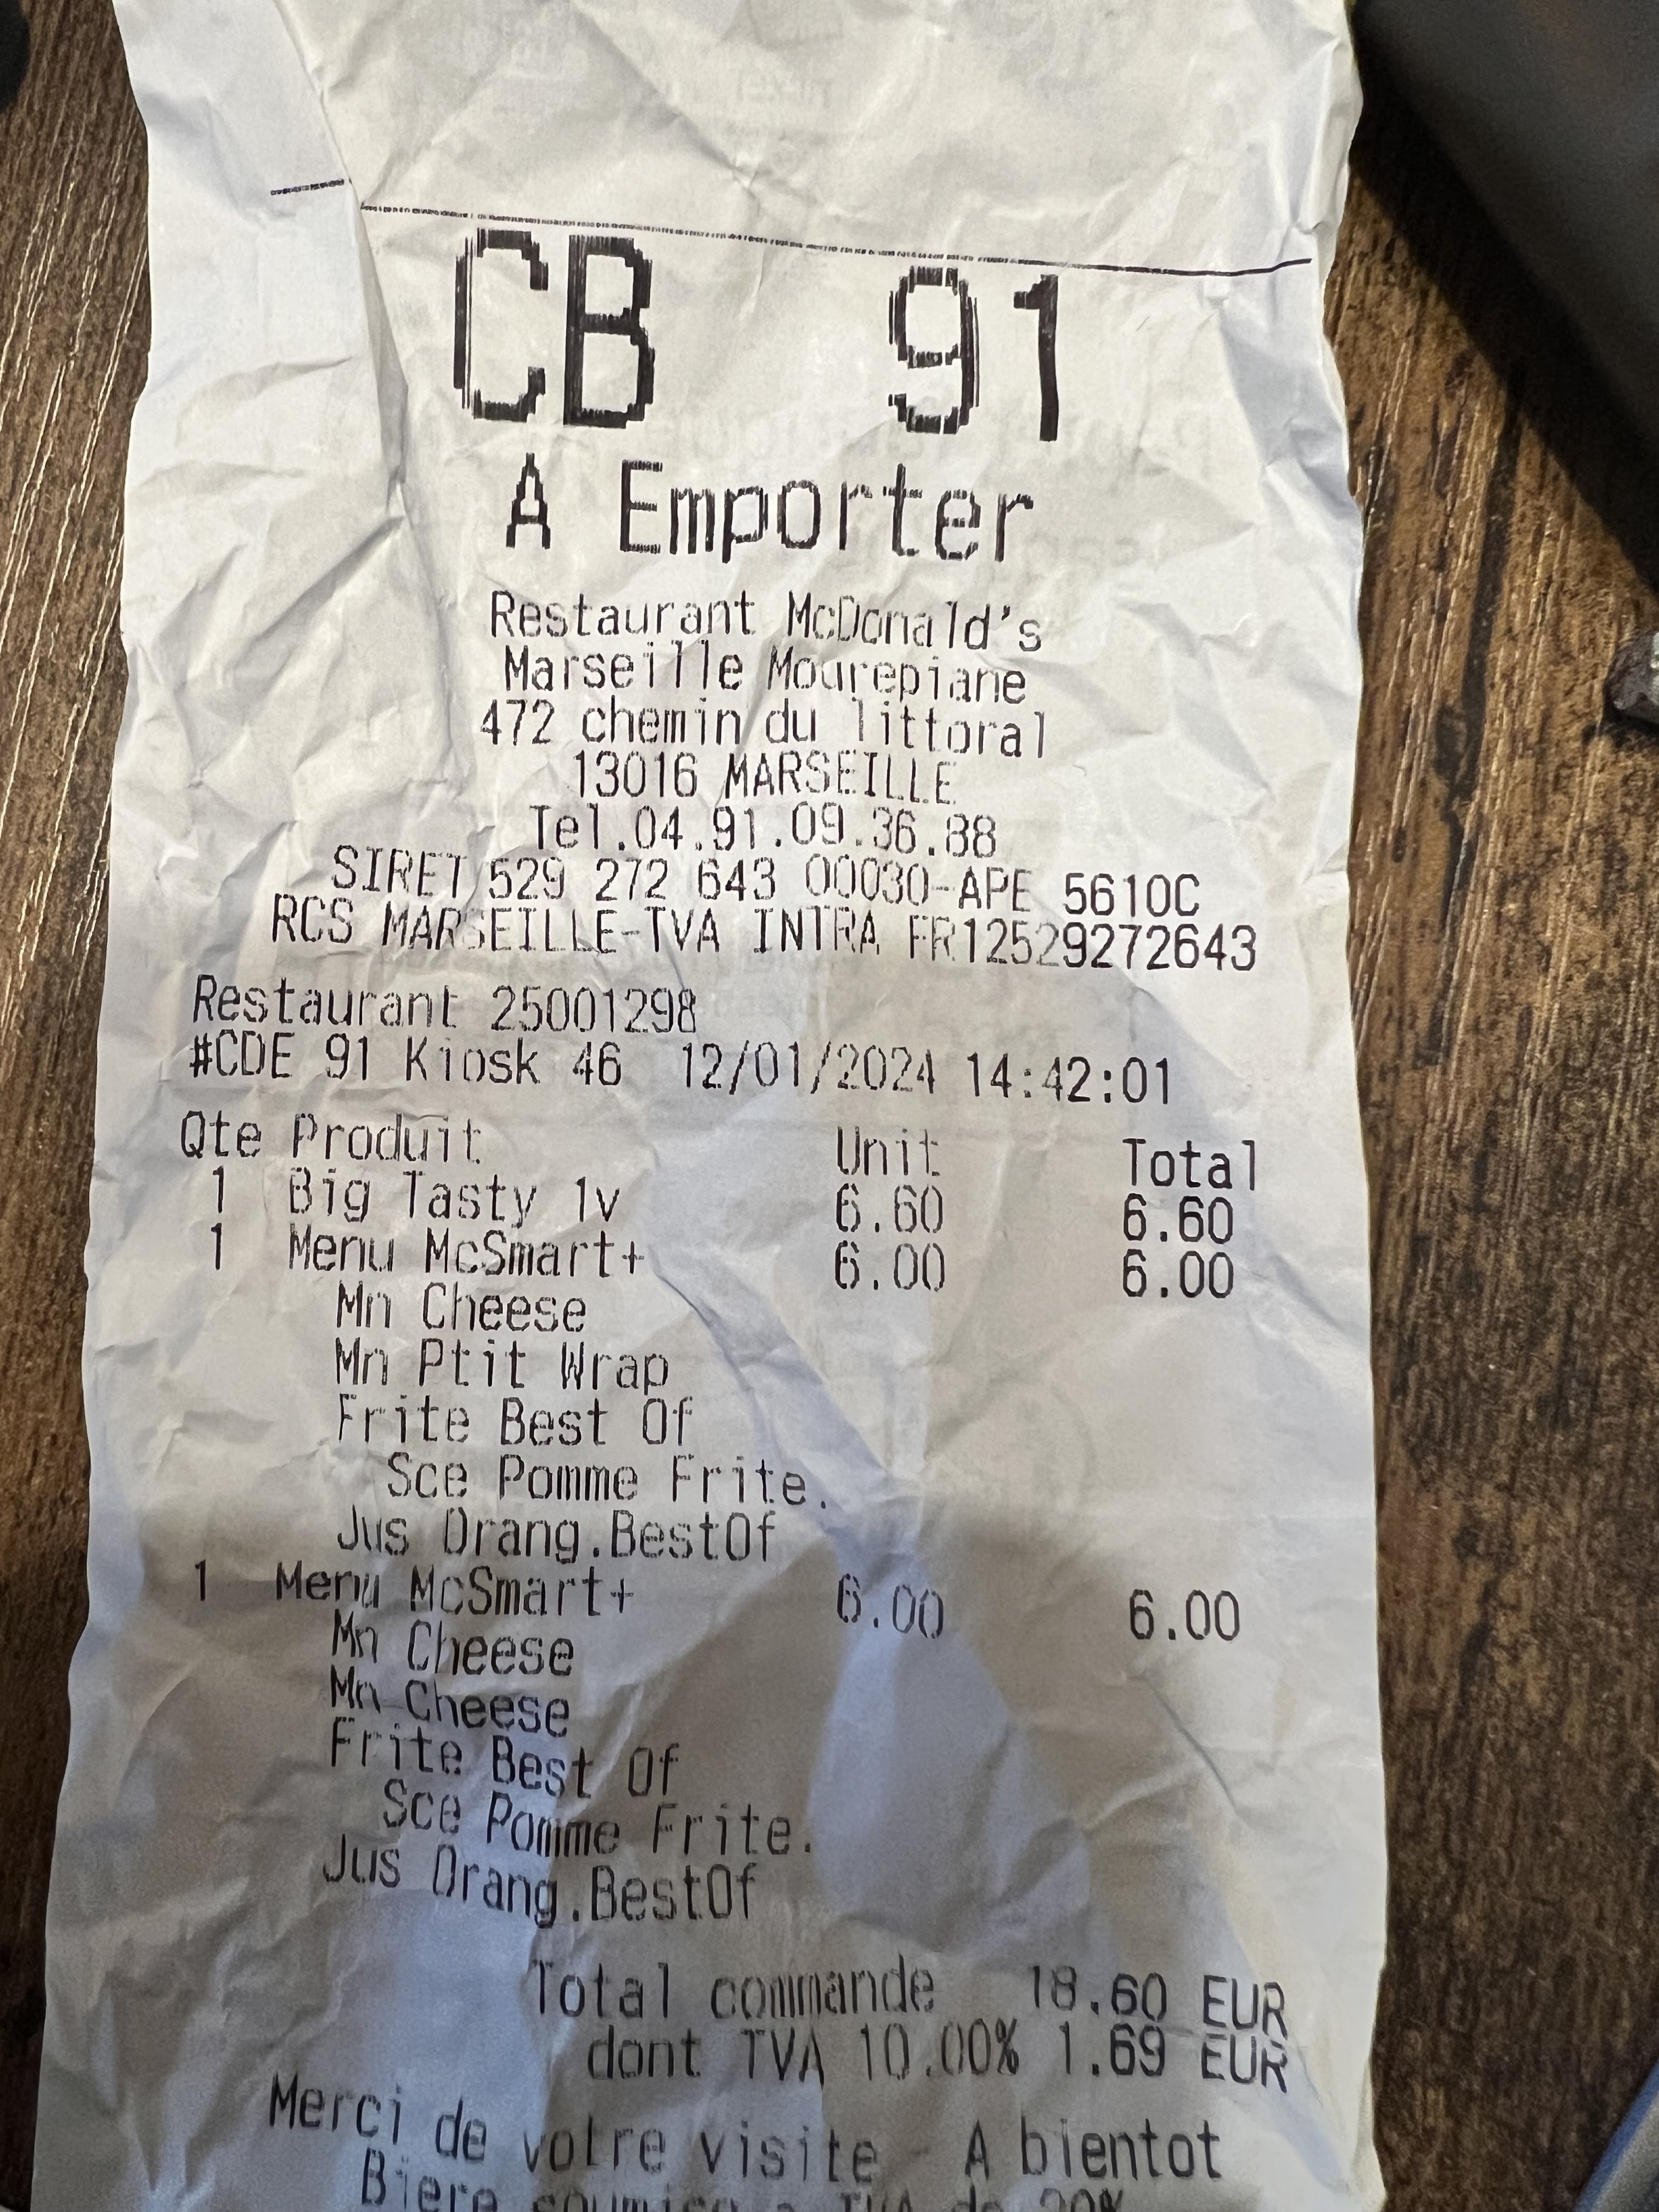 CB 91
A Emporter
Restaurant McDonald's
Marseille Mourepiane
472 chemin du littoral
13016 MARSEILLE
Tel.04.91.09.36.88
SIRET 529 272 643 00030-APE 5610C
RCS MARSEILLE-TVA INTRA FR12529272643
Restaurant 25001298
#CDE 91 Kiosk 46 12/01/2024 14:42:01
Qte Produit Unit Total
1 Big Tasty 1v 6.60 6.60
1 Menu McSmart+ 6.00 6.00
Mn Cheese
Mn Ptit Wrap
Frite Best Of
Sce Pomme Frite.
Jus Orang.BestOf
1 Menu McSmart+ 6.00 6.00
Mn Cheese
Mn Cheese
Frite Best Of
Sce Pomme Frite.
Jus Orang.BestOf
Total commande 18.60 EUR
dont TVA 10.00% 1.69 EUR
Merci de votre visite - A bientot
Biere soumise a TVA de 20%